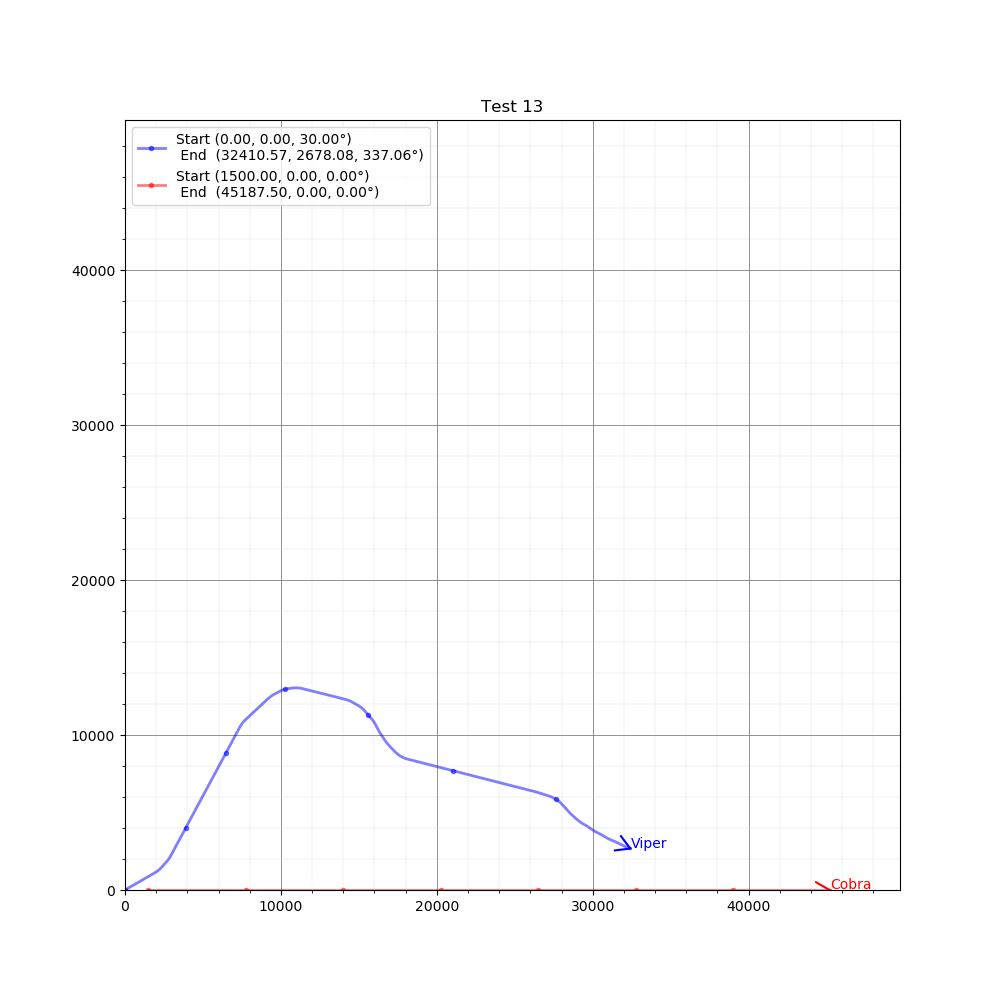 Test 13
Start (0.00, 0.00, 30.00°)
End (32410.57, 2678.08, 337.06°)
Start (1500.00, 0.00, 0.00°)
End (45187.50, 0.00, 0.00°)
40000
30000
20000
10000
0
Viper
Cobra
0 10000 20000 30000 40000